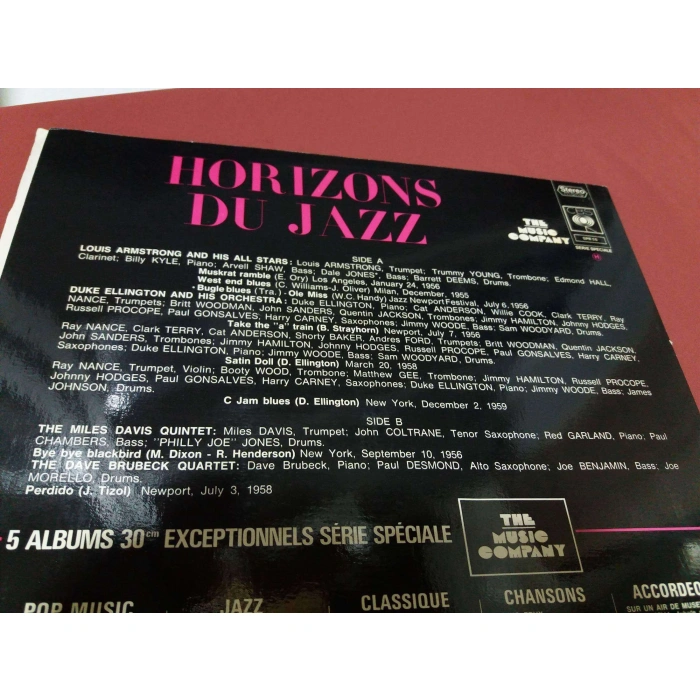 HORIZONS
DU JAZZ
Stereo
CBS
THE
MUSIC
COMPANY
SÉRIE SPÉCIALE
SIDE A
LOUIS ARMSTRONG AND HIS ALL STARS: Louis ARMSTRONG, Trumpet; Trummy YOUNG, Trombone; Edmond HALL,
Clarinet; Billy KYLE, Piano; Arvell SHAW, Bass; Dale JONES*, Bass; Barrett DEEMS, Drums.
Muskrat ramble (E. Ory) Los Angeles, January 24, 1956
West end blues (C. Williams-J. Oliver) Milan, December, 1955
*Bugle blues (Tra.) - Ole Miss (W.C. Handy) Jazz Newport Festival, July 6, 1956
DUKE ELLINGTON AND HIS ORCHESTRA: Duke ELLINGTON, Piano; Cat ANDERSON, Willie COOK, Clark TERRY, Ray
NANCE, Trumpets; Britt WOODMAN, John SANDERS, Quentin JACKSON, Trombones; Jimmy HAMILTON, Johnny HODGES,
Russell PROCOPE, Paul GONSALVES, Harry CARNEY, Saxophones; Jimmy WOODE, Bass; Sam WOODYARD, Drums.
Take the "a" train (B. Strayhorn) Newport, July 7, 1956
Ray NANCE, Clark TERRY, Cat ANDERSON, Shorty BAKER, Andres FORD, Trumpets; Britt WOODMAN, Quentin JACKSON,
John SANDERS, Trombones; Jimmy HAMILTON, Johnny HODGES, Russell PROCOPE, Paul GONSALVES, Harry CARNEY,
Saxophones; Duke ELLINGTON, Piano; Jimmy WOODE, Bass; Sam WOODYARD, Drums.
Satin Doll (D. Ellington) March 20, 1958
Ray NANCE, Trumpet, Violin; Booty WOOD, Trombone; Matthew GEE, Trombone; Jimmy HAMILTON, Russell PROCOPE,
Johnny HODGES, Paul GONSALVES, Harry CARNEY, Saxophones; Duke ELLINGTON, Piano; Jimmy WOODE, Bass; James
JOHNSON, Drums.
C Jam blues (D. Ellington) New York, December 2, 1959
SIDE B
THE MILES DAVIS QUINTET: Miles DAVIS, Trumpet; John COLTRANE, Tenor Saxophone; Red GARLAND, Piano; Paul
CHAMBERS, Bass; "PHILLY JOE" JONES, Drums.
Bye bye blackbird (M. Dixon - R. Henderson) New York, September 10, 1956
THE DAVE BRUBECK QUARTET: Dave Brubeck, Piano; Paul DESMOND, Alto Saxophone; Joe BENJAMIN, Bass; Joe
MORELLO, Drums.
Perdido (J. Tizol) Newport, July 3, 1958
5 ALBUMS 30cm EXCEPTIONNELS SÉRIE SPÉCIALE
THE
MUSIC
COMPANY
POP MUSIC JAZZ CLASSIQUE CHANSONS ACCORDEO
SUR UN AIR DE MUSE